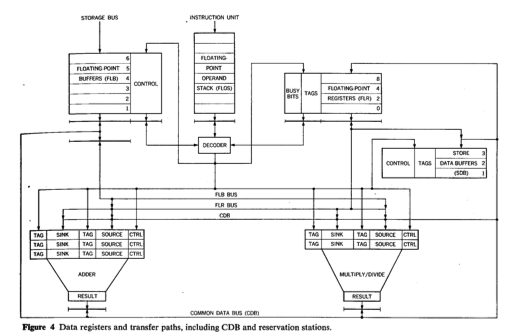 STORAGE BUS
INSTRUCTION UNIT
6
FLOATING-POINT 5
BUFFERS (FLB) 4
3
2
1
CONTROL
FLOATING-
POINT
OPERAND
STACK (FLOS)
BUSY
BITS
TAGS
8
FLOATING-POINT 4
REGISTERS (FLR) 2
0
DECODER
CONTROL
TAGS
STORE 3
DATA BUFFERS 2
(SDB) 1
FLB BUS
FLR BUS
CDB
TAG SINK TAG SOURCE CTRL
TAG SINK TAG SOURCE CTRL
TAG SINK TAG SOURCE CTRL
ADDER
RESULT
TAG SINK TAG SOURCE CTRL
TAG SINK TAG SOURCE CTRL
MULTIPLY/DIVIDE
RESULT
COMMON DATA BUS (CDB)
Figure 4 Data registers and transfer paths, including CDB and reservation stations.